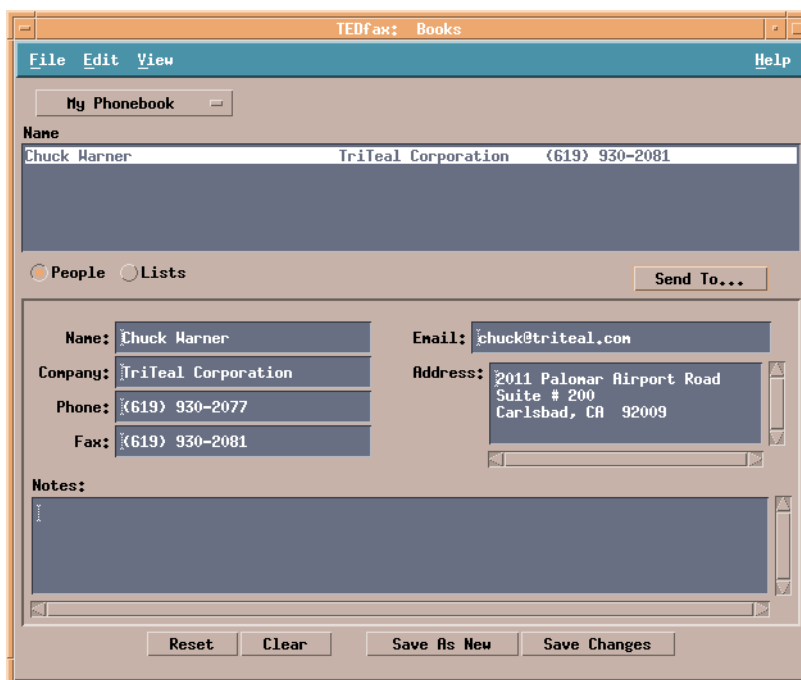 TEDfax: Books
File Edit View Help
My Phonebook
Name
Chuck Warner TriTeal Corporation (619) 930-2081
People Lists
Send To...
Name: Chuck Warner
Email: chuck@triteal.com
Company: TriTeal Corporation
Address: 2011 Palomar Airport Road
Suite # 200
Carlsbad, CA 92009
Phone: (619) 930-2077
Fax: (619) 930-2081
Notes:
Reset Clear Save As New Save Changes